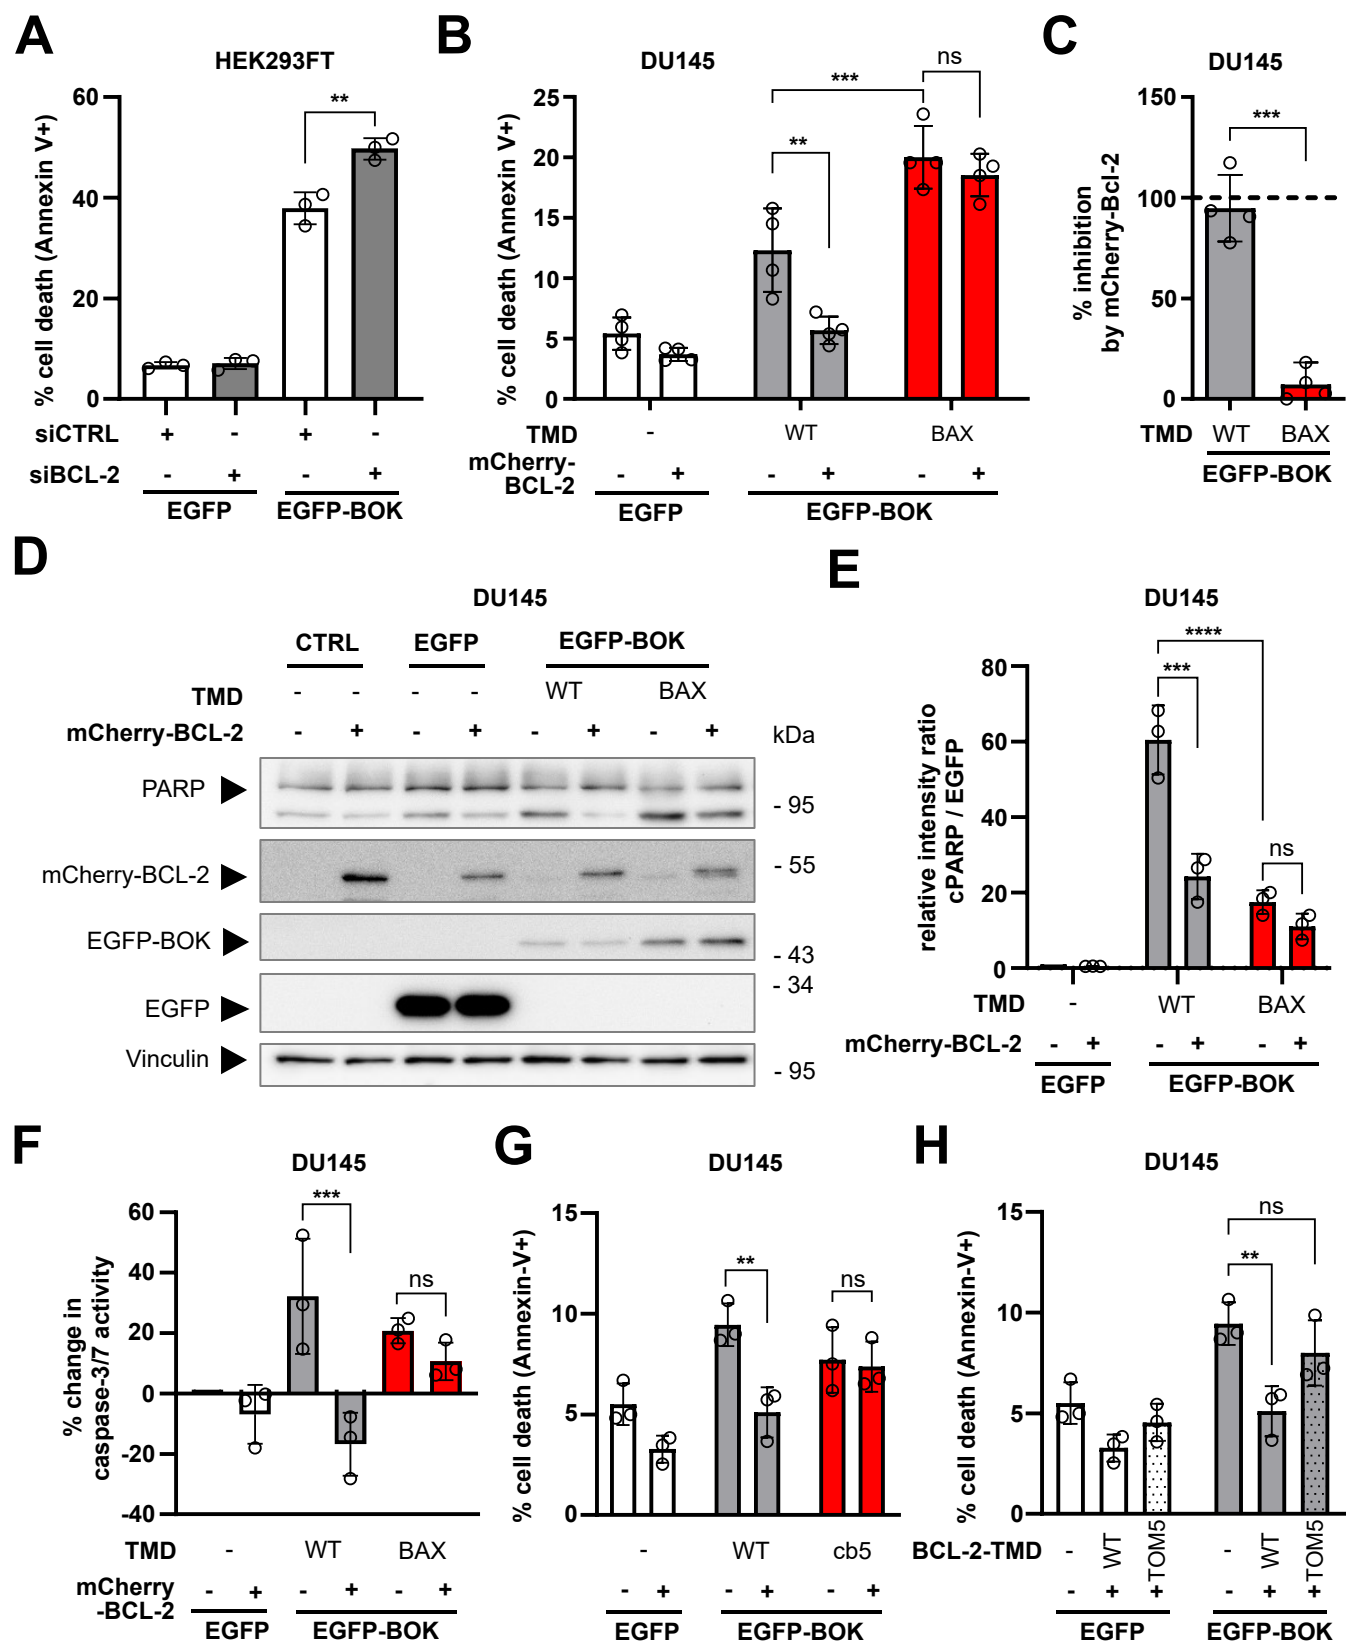 A
HEK293FT
% cell death (Annexin V+)
60
40
20
0
**
siCTRL + - + -
siBCL-2 - + - +
EGFP EGFP-BOK
B
DU145
% cell death (Annexin V+)
25
20
15
10
5
0
** *** ns
TMD - WT BAX
mCherry-
BCL-2 - + - + - +
EGFP EGFP-BOK
C
DU145
% inhibition
by mCherry-Bcl-2
150
100
50
0
***
TMD WT BAX
EGFP-BOK
D
DU145
CTRL EGFP EGFP-BOK
TMD - - - - WT BAX
mCherry-BCL-2 - + - + - + - +
kDa
PARP
- 95
mCherry-BCL-2
- 55
EGFP-BOK
- 43
- 34
EGFP
Vinculin
- 95
E
DU145
relative intensity ratio
cPARP / EGFP
80
60
40
20
0
****
***
ns
TMD - WT BAX
mCherry-BCL-2 - + - + - +
EGFP EGFP-BOK
F
DU145
% change in
caspase-3/7 activity
60
40
20
0
-20
-40
***
ns
TMD - WT BAX
mCherry
-BCL-2 - + - + - +
EGFP EGFP-BOK
G
DU145
% cell death (Annexin-V+)
15
10
5
0
** ns
- WT cb5
- + - + - +
EGFP EGFP-BOK
H
DU145
% cell death (Annexin-V+)
15
10
5
0
ns
**
BCL-2-TMD - WT TOM5 - WT TOM5
- + + - + +
EGFP EGFP-BOK